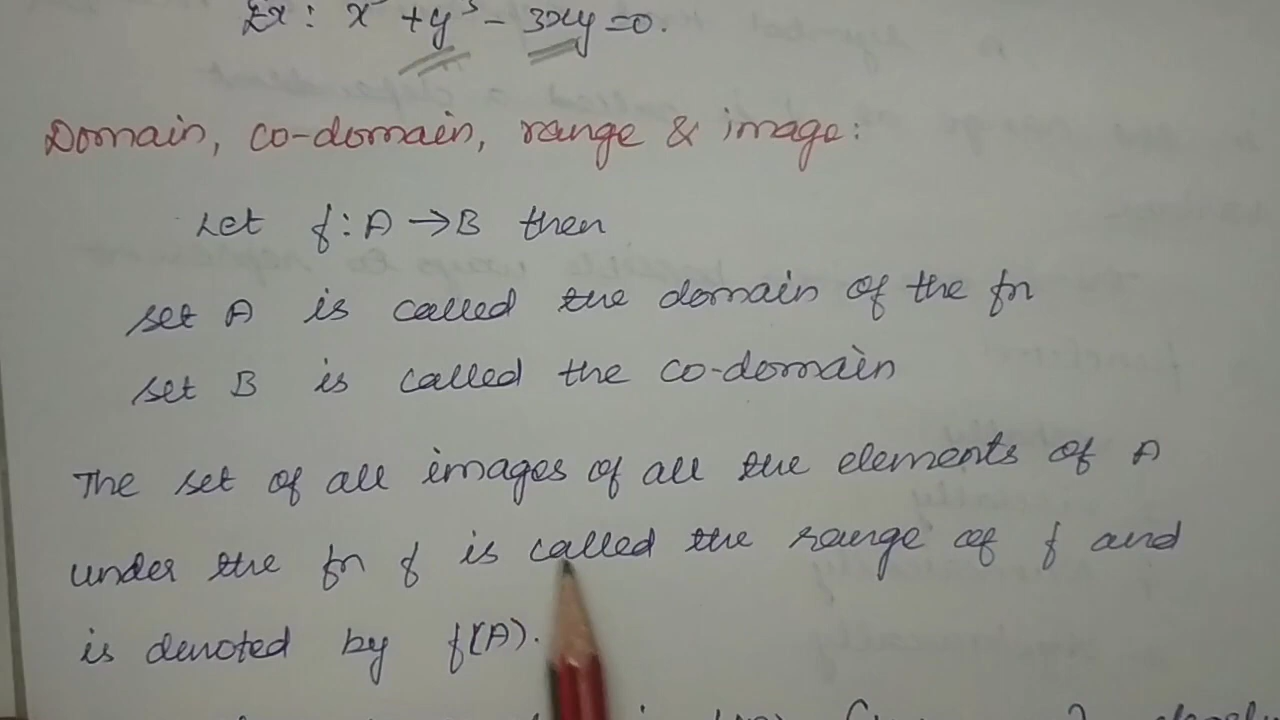 Ex: x³ + y³ - 3xy = 0.
Domain, co-domain, range & image:
Let f: A → B then
set A is called the domain of the fn
set B is called the co-domain
The set of all images of all the elements of A
under the fn f is called the range of f and
is denoted by f(A).